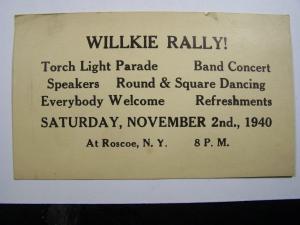 WILLKIE RALLY!
Torch Light Parade Band Concert
Speakers Round & Square Dancing
Everybody Welcome Refreshments
SATURDAY, NOVEMBER 2nd., 1940
At Roscoe, N. Y. 8 P. M.